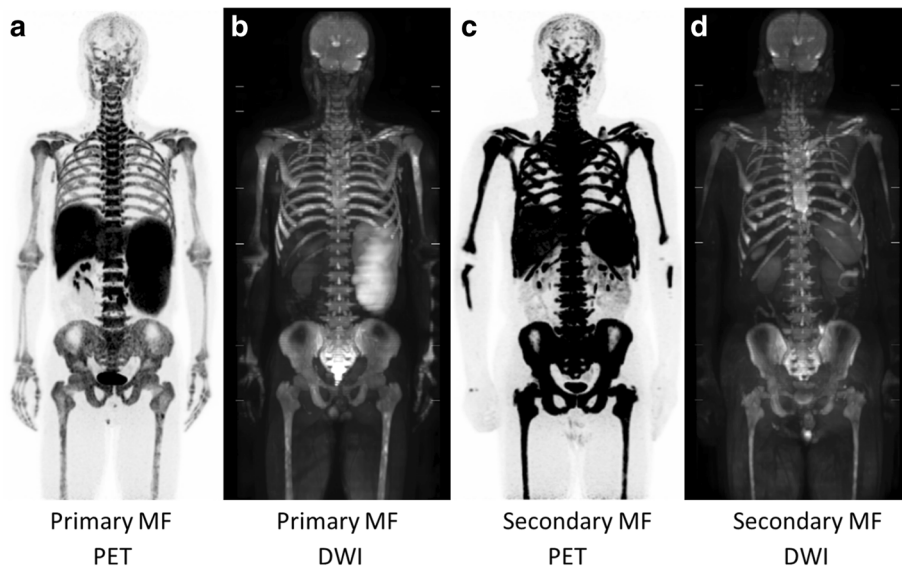 a b c d
Primary MF Primary MF Secondary MF Secondary MF
PET DWI PET DWI